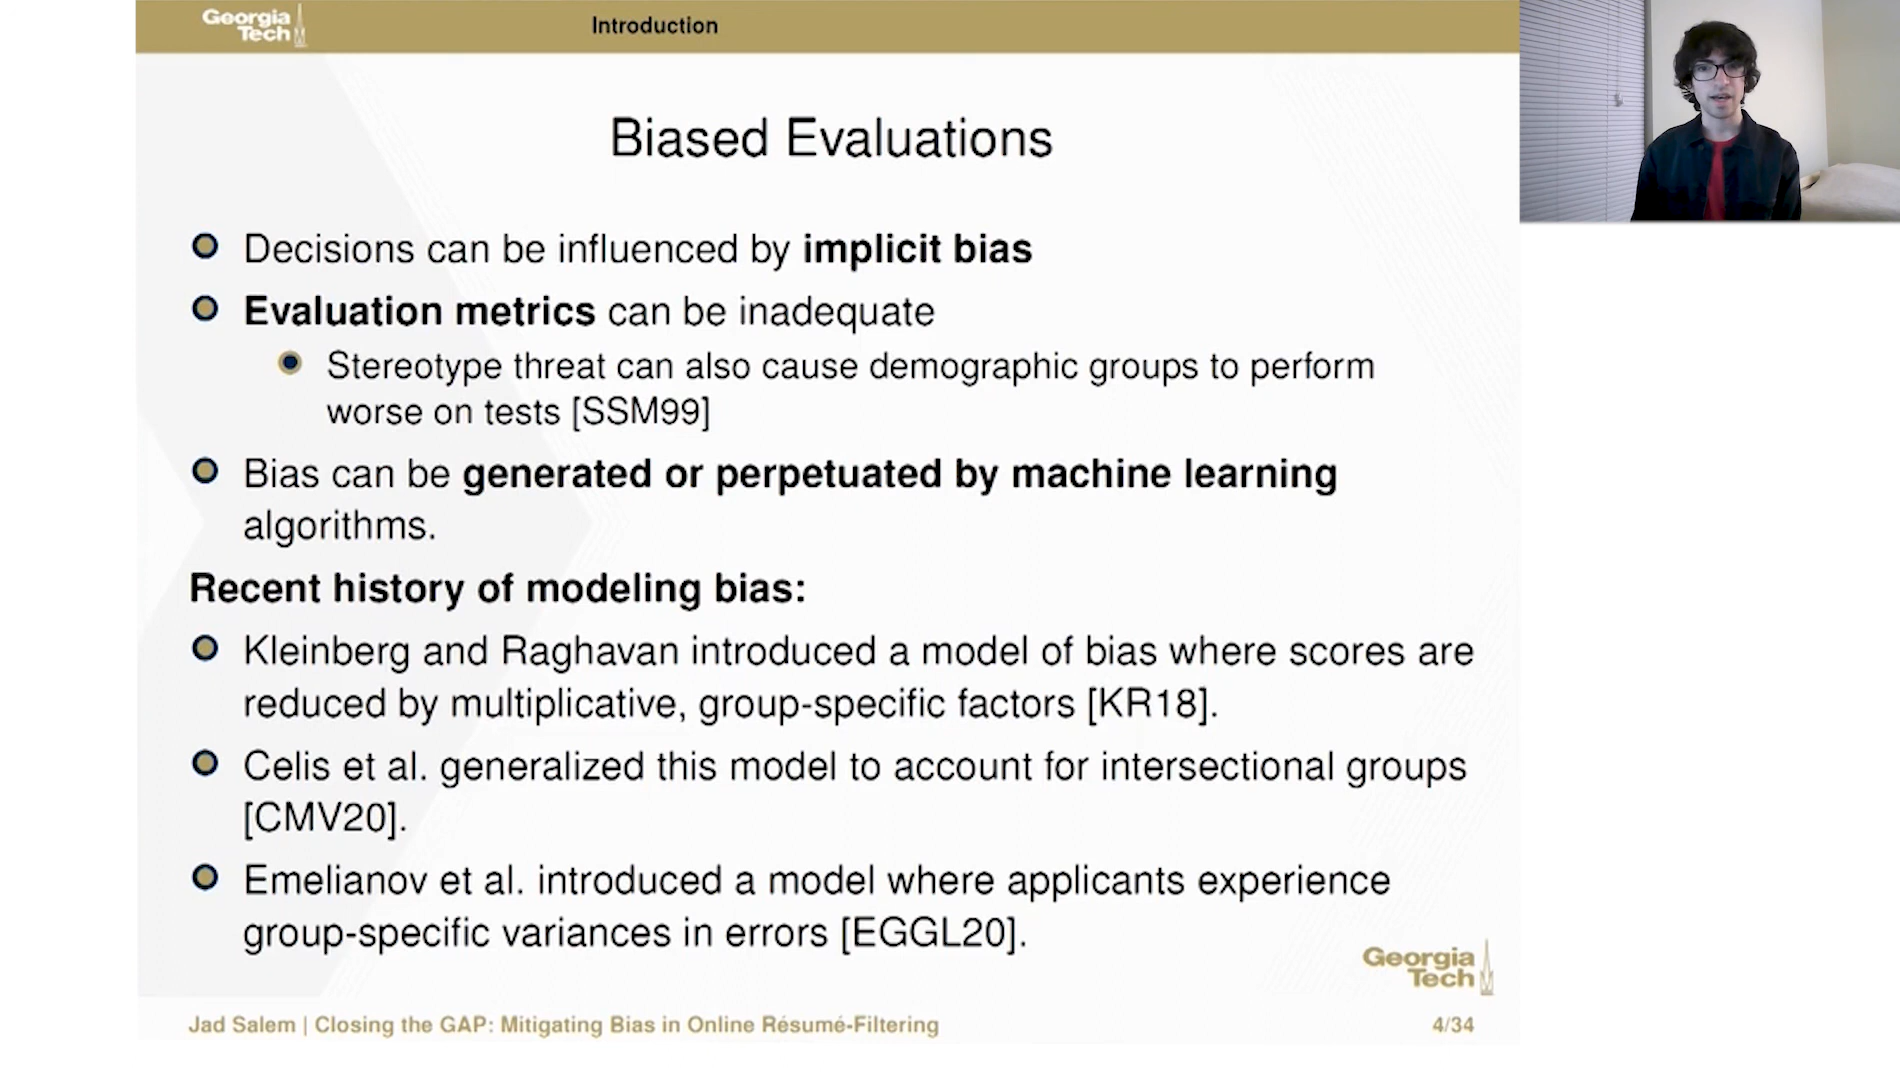 Georgia
Tech
Introduction
Biased Evaluations
Decisions can be influenced by implicit bias
Evaluation metrics can be inadequate
Stereotype threat can also cause demographic groups to perform
worse on tests [SSM99]
Bias can be generated or perpetuated by machine learning
algorithms.
Recent history of modeling bias:
Kleinberg and Raghavan introduced a model of bias where scores are
reduced by multiplicative, group-specific factors [KR18].
Celis et al. generalized this model to account for intersectional groups
[CMV20].
Emelianov et al. introduced a model where applicants experience
group-specific variances in errors [EGGL20].
Georgia
Tech
Jad Salem | Closing the GAP: Mitigating Bias in Online Résumé-Filtering
4/34